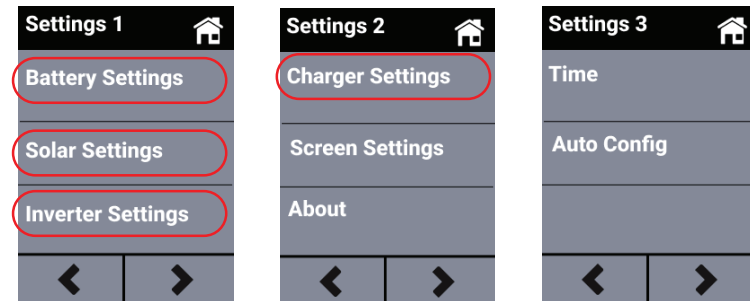 Settings 1
Battery Settings
Solar Settings
Inverter Settings
Settings 2
Charger Settings
Screen Settings
About
Settings 3
Time
Auto Config